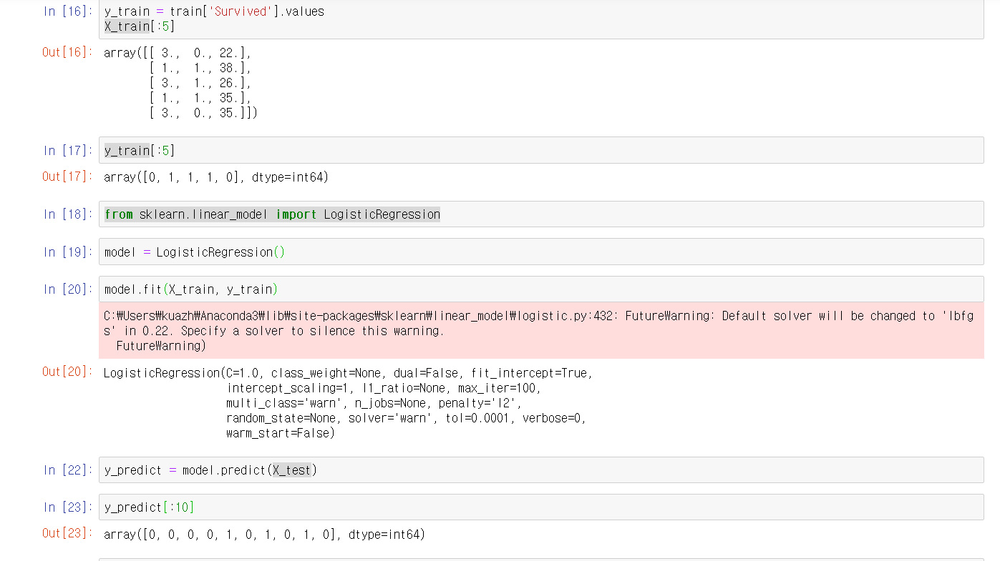 In [16]: y_train = train['Survived'].values
X_train[:5]
Out[16]: array([[ 3.,  0., 22.],
[ 1.,  1., 38.],
[ 3.,  1., 26.],
[ 1.,  1., 35.],
[ 3.,  0., 35.]])
In [17]: y_train[:5]
Out[17]: array([0, 1, 1, 1, 0], dtype=int64)
In [18]: from sklearn.linear_model import LogisticRegression
In [19]: model = LogisticRegression()
In [20]: model.fit(X_train, y_train)
C:₩Users₩kuazh₩Anaconda3₩lib₩site-packages₩sklearn₩linear_model₩logistic.py:432: FutureWarning: Default solver will be changed to 'lbfg
s' in 0.22. Specify a solver to silence this warning.
FutureWarning)
Out[20]: LogisticRegression(C=1.0, class_weight=None, dual=False, fit_intercept=True,
intercept_scaling=1, l1_ratio=None, max_iter=100,
multi_class='warn', n_jobs=None, penalty='l2',
random_state=None, solver='warn', tol=0.0001, verbose=0,
warm_start=False)
In [22]: y_predict = model.predict(X_test)
In [23]: y_predict[:10]
Out[23]: array([0, 0, 0, 0, 1, 0, 1, 0, 1, 0], dtype=int64)